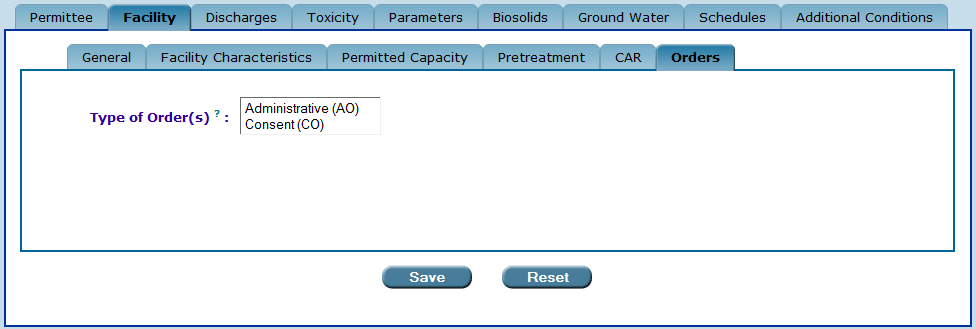 Permittee Facility Discharges Toxicity Parameters Biosolids Ground Water Schedules Additional Conditions
General Facility Characteristics Permitted Capacity Pretreatment CAR Orders
Type of Order(s) ? :
Administrative (AO)
Consent (CO)
Save Reset